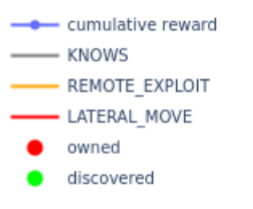 cumulative reward
KNOWS
REMOTE_EXPLOIT
LATERAL_MOVE
owned
discovered